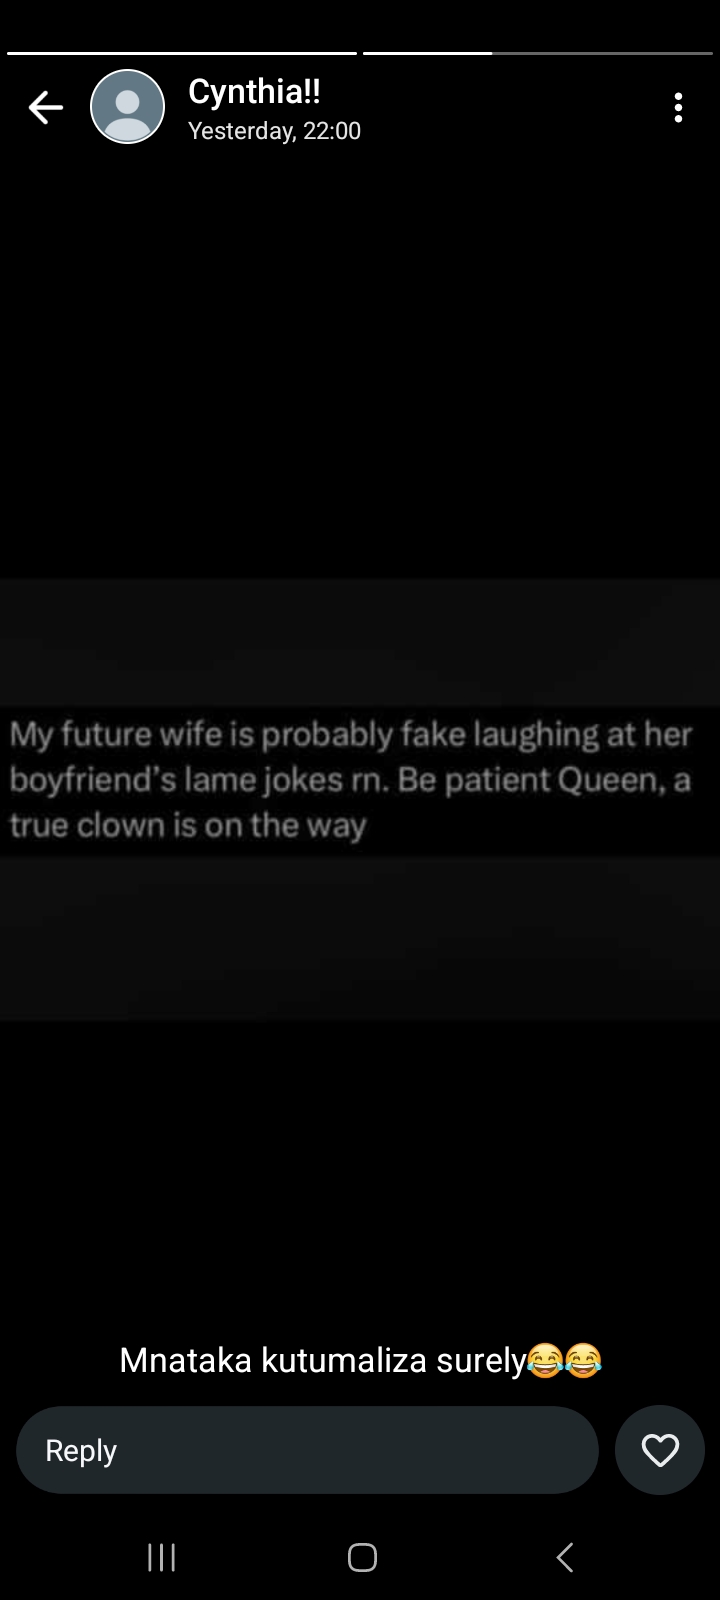 Cynthia!!
Yesterday, 22:00
My future wife is probably fake laughing at her
boyfriend's lame jokes rn. Be patient Queen, a
true clown is on the way
Mnataka kutumaliza surely😂😂
Reply